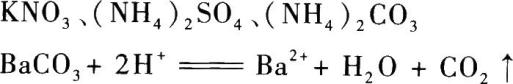 KNO₃、(NH₄)₂SO₄、(NH₄)₂CO₃
BaCO₃ + 2H⁺ ═══ Ba²⁺ + H₂O + CO₂ ↑